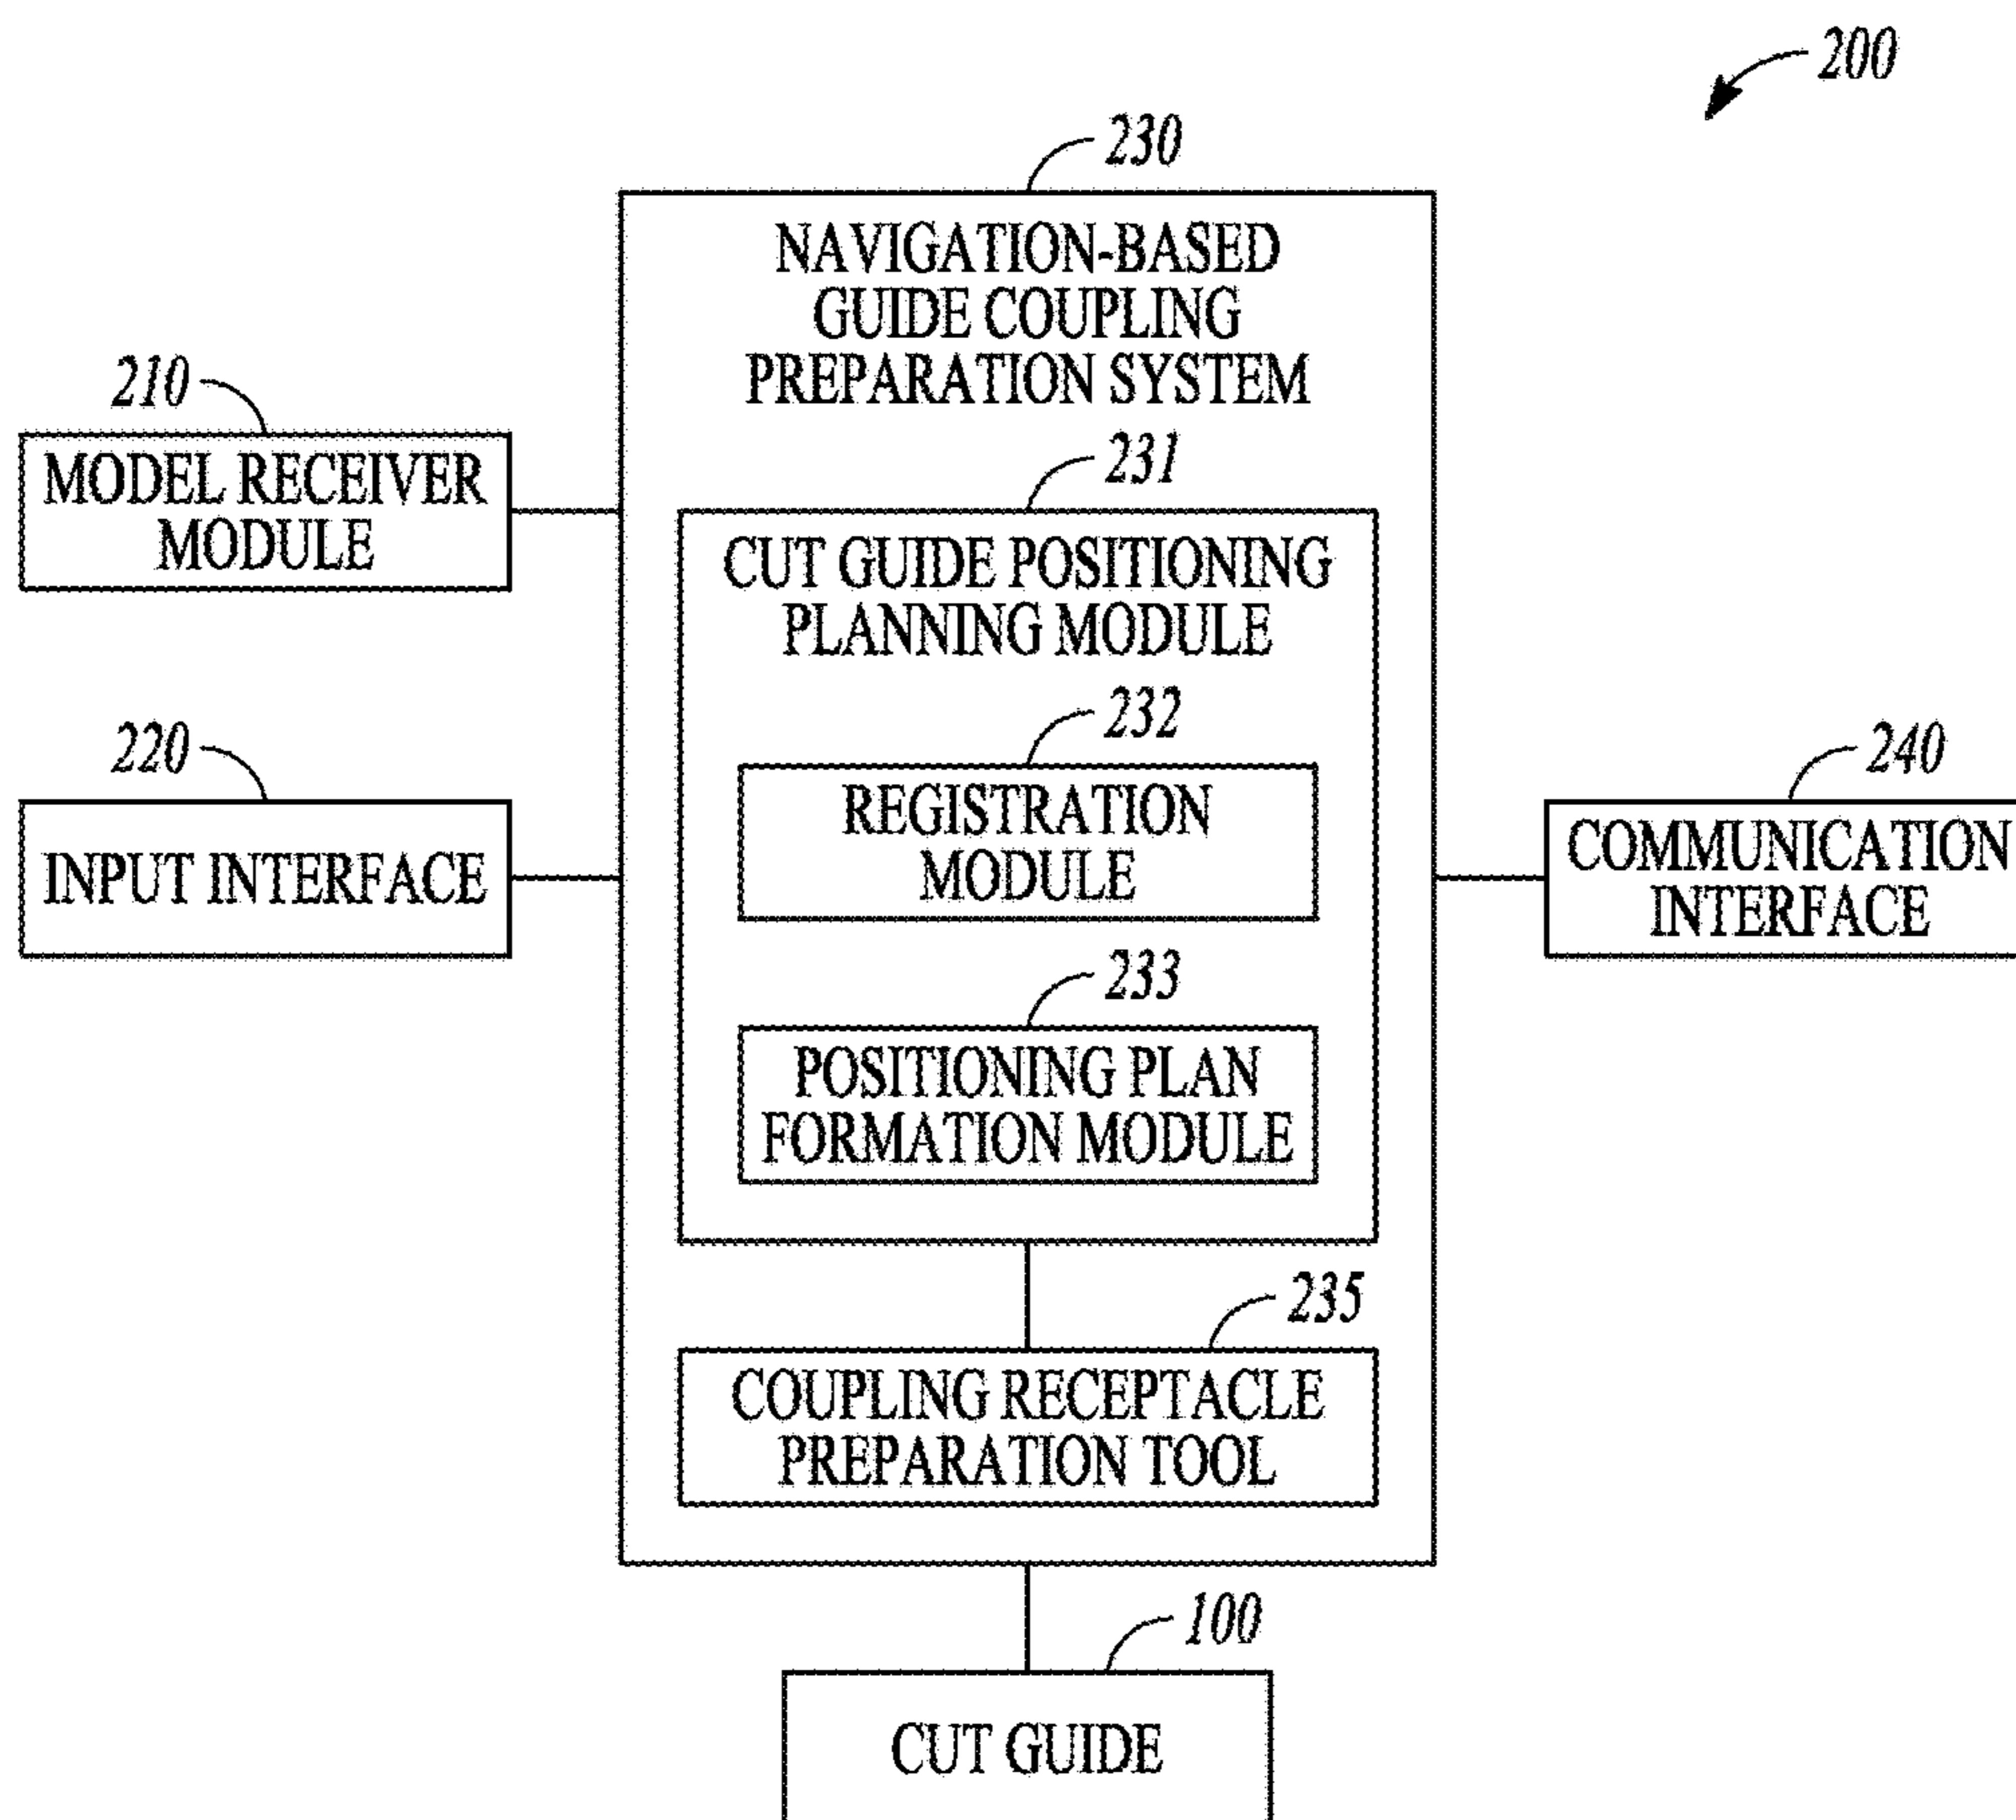 200
230
NAVIGATION-BASED
GUIDE COUPLING
PREPARATION SYSTEM
210
MODEL RECEIVER
MODULE
231
CUT GUIDE POSITIONING
PLANNING MODULE
220
INPUT INTERFACE
232
REGISTRATION
MODULE
240
COMMUNICATION
INTERFACE
233
POSITIONING PLAN
FORMATION MODULE
235
COUPLING RECEPTACLE
PREPARATION TOOL
100
CUT GUIDE